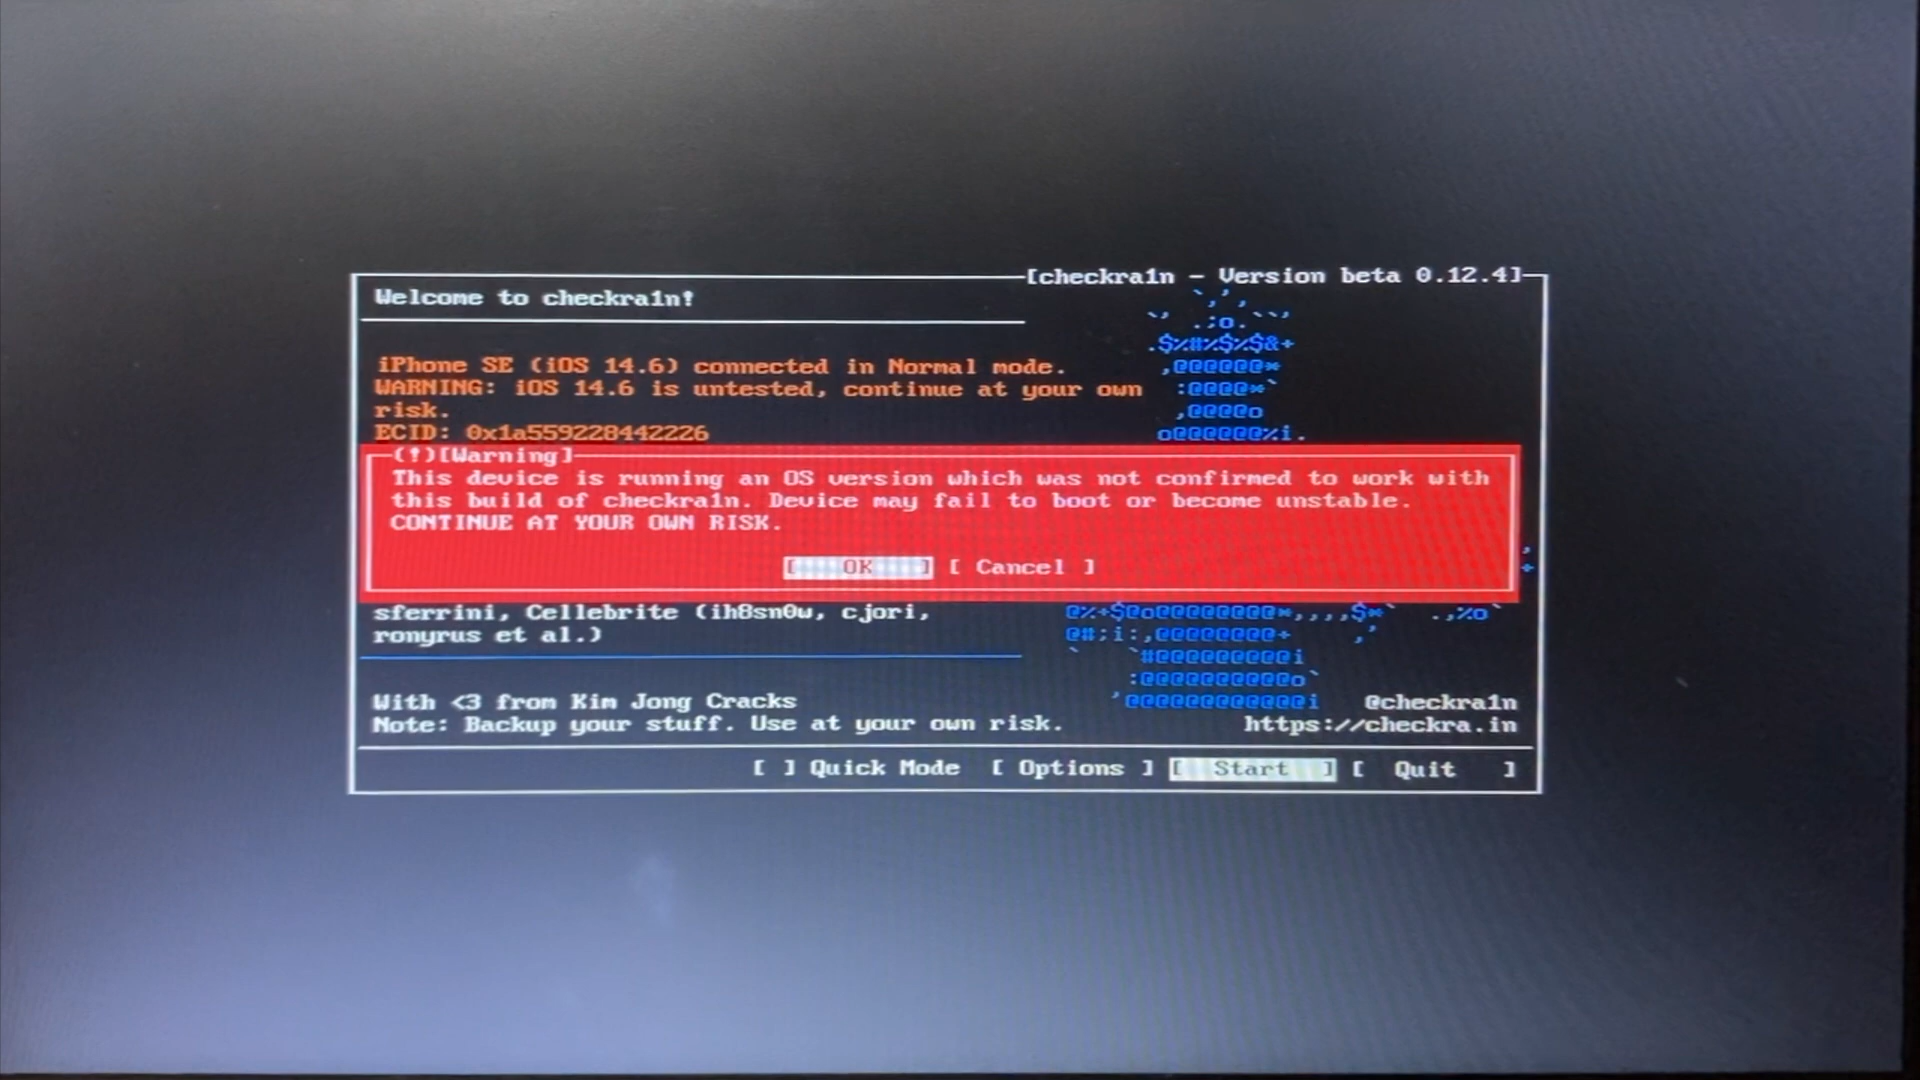 [checkra1n - Version beta 0.12.4]
Welcome to checkra1n!
iPhone SE (iOS 14.6) connected in Normal mode.
WARNING: iOS 14.6 is untested, continue at your own
risk.
ECID: 0x1a559228442226
(!)[Warning]
This device is running an OS version which was not confirmed to work with
this build of checkra1n. Device may fail to boot or become unstable.
CONTINUE AT YOUR OWN RISK.
[ OK ] [ Cancel ]
sferrini, Cellebrite (ih8sn0w, cjori,
ronyrus et al.)
With <3 from Kim Jong Cracks
@checkra1n
Note: Backup your stuff. Use at your own risk.
https://checkra.in
[ ] Quick Mode [ Options ] [ Start ] [ Quit ]